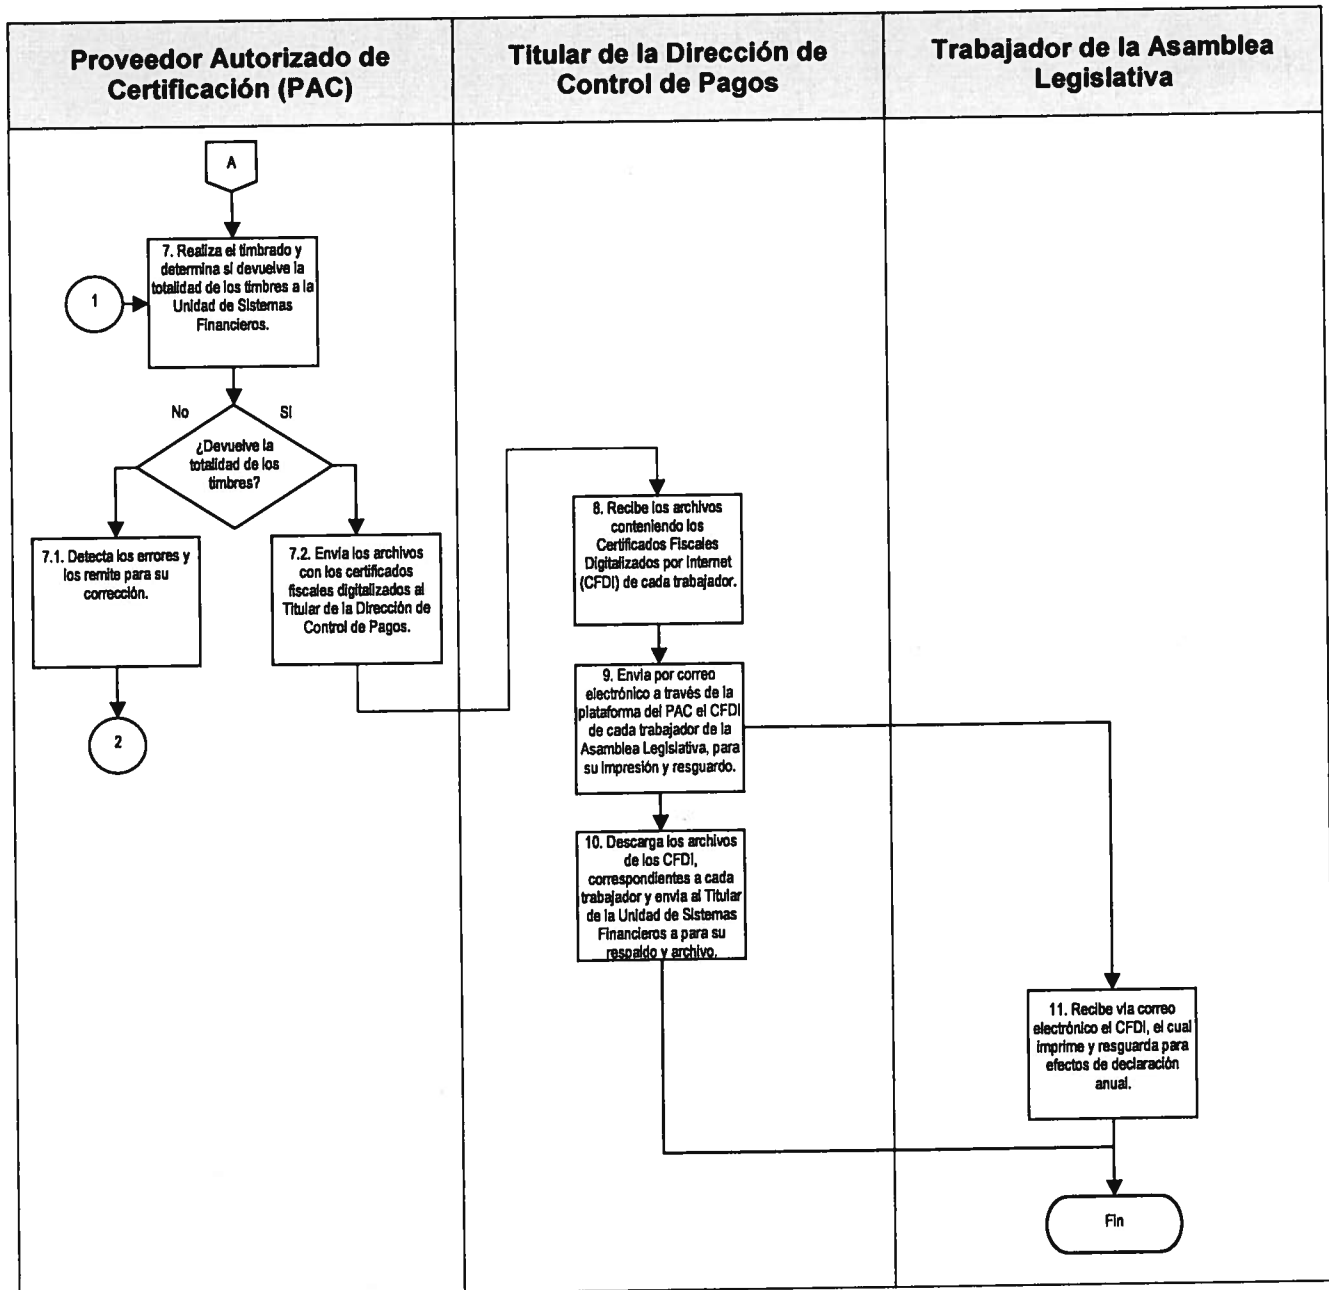 Proveedor Autorizado de
Certificación (PAC)
Titular de la Dirección de
Control de Pagos
Trabajador de la Asamblea
Legislativa
A
7. Realiza el timbrado y
determina si devuelve la
totalidad de los timbres a la
Unidad de Sistemas
Financieros.
1
No
SI
¿Devuelve la
totalidad de los
timbres?
7.1. Detecta los errores y
los remite para su
corrección.
7.2. Envía los archivos
con los certificados
fiscales digitalizados al
Titular de la Dirección de
Control de Pagos.
2
8. Recibe los archivos
conteniendo los
Certificados Fiscales
Digitalizados por Internet
(CFDI) de cada trabajador.
9. Envia por correo
electrónico a través de la
plataforma del PAC el CFDI
de cada trabajador de la
Asamblea Legislativa, para
su impresión y resguardo.
10. Descarga los archivos
de los CFDI,
correspondientes a cada
trabajador y envia al Titular
de la Unidad de Sistemas
Financieros a para su
respaldo y archivo.
11. Recibe vía correo
electrónico el CFDI, el cual
imprime y resguarda para
efectos de declaración
anual.
Fin